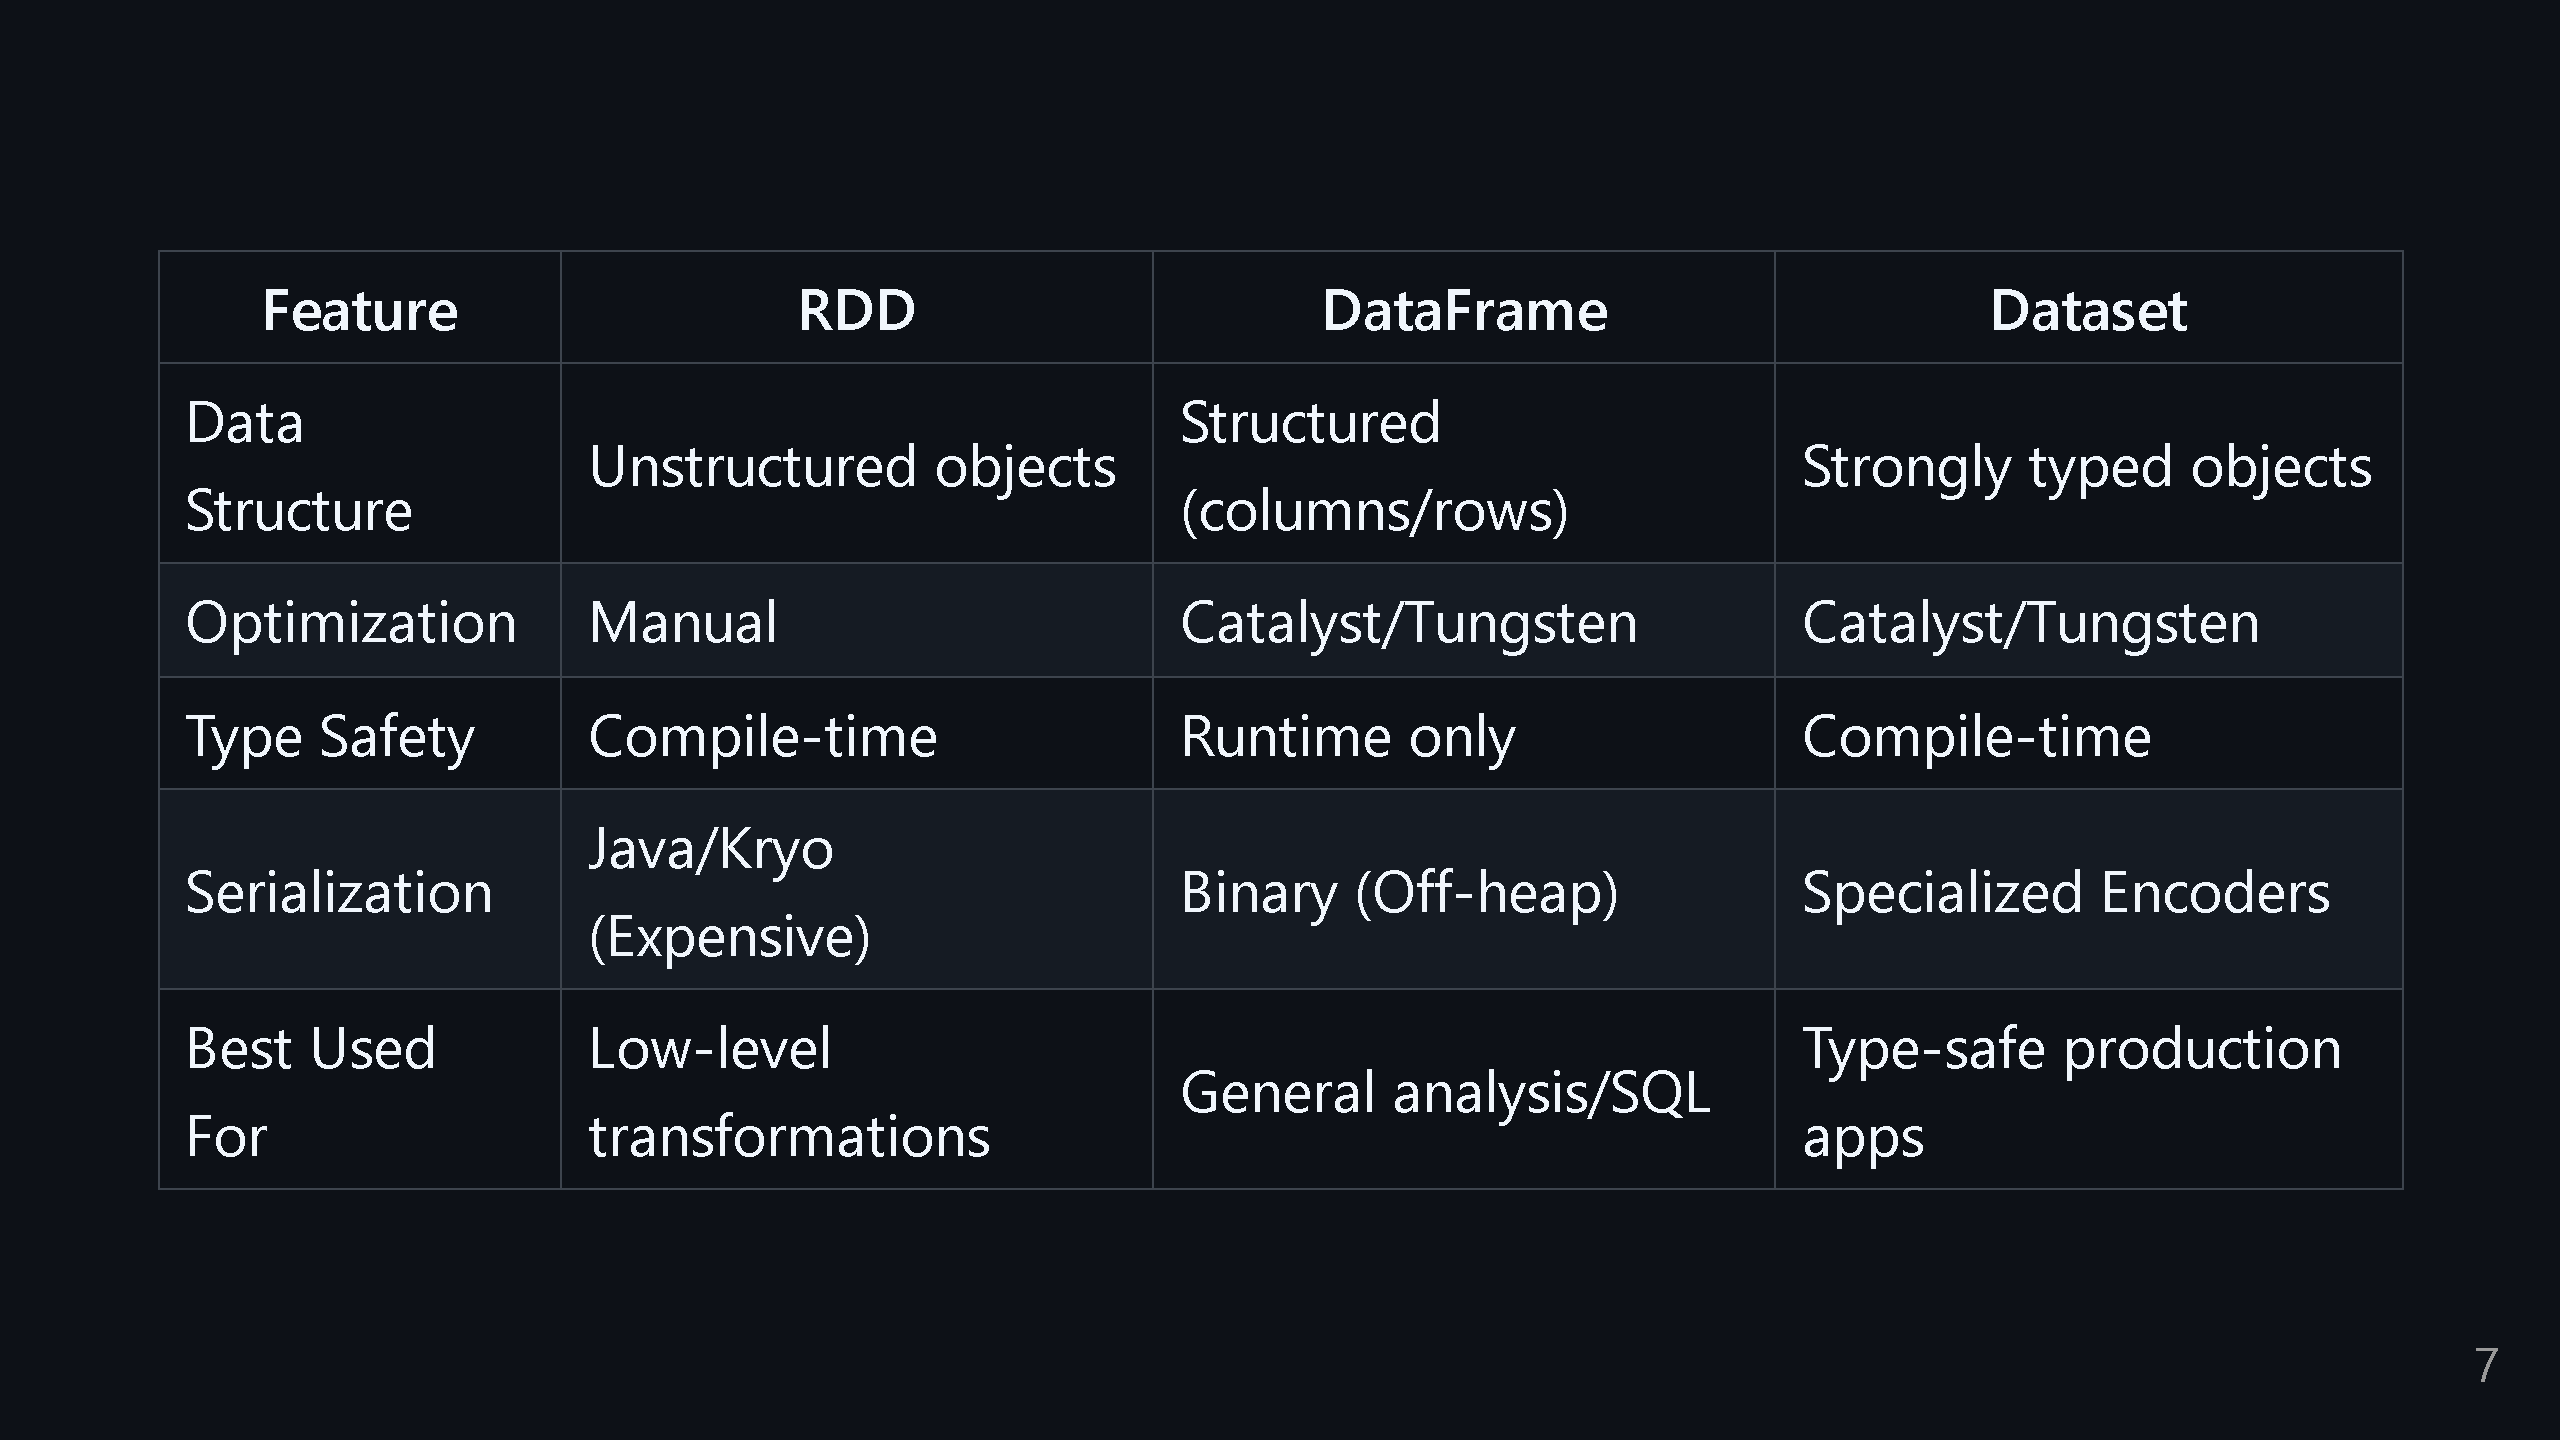 Feature RDD DataFrame Dataset
Data
Structure
Unstructured objects
Structured
(columns/rows)
Strongly typed objects
Optimization Manual Catalyst/Tungsten Catalyst/Tungsten
Type Safety Compile-time Runtime only Compile-time
Serialization
Java/Kryo
(Expensive)
Binary (Off-heap)
Specialized Encoders
Best Used
For
Low-level
transformations
General analysis/SQL
Type-safe production
apps
7